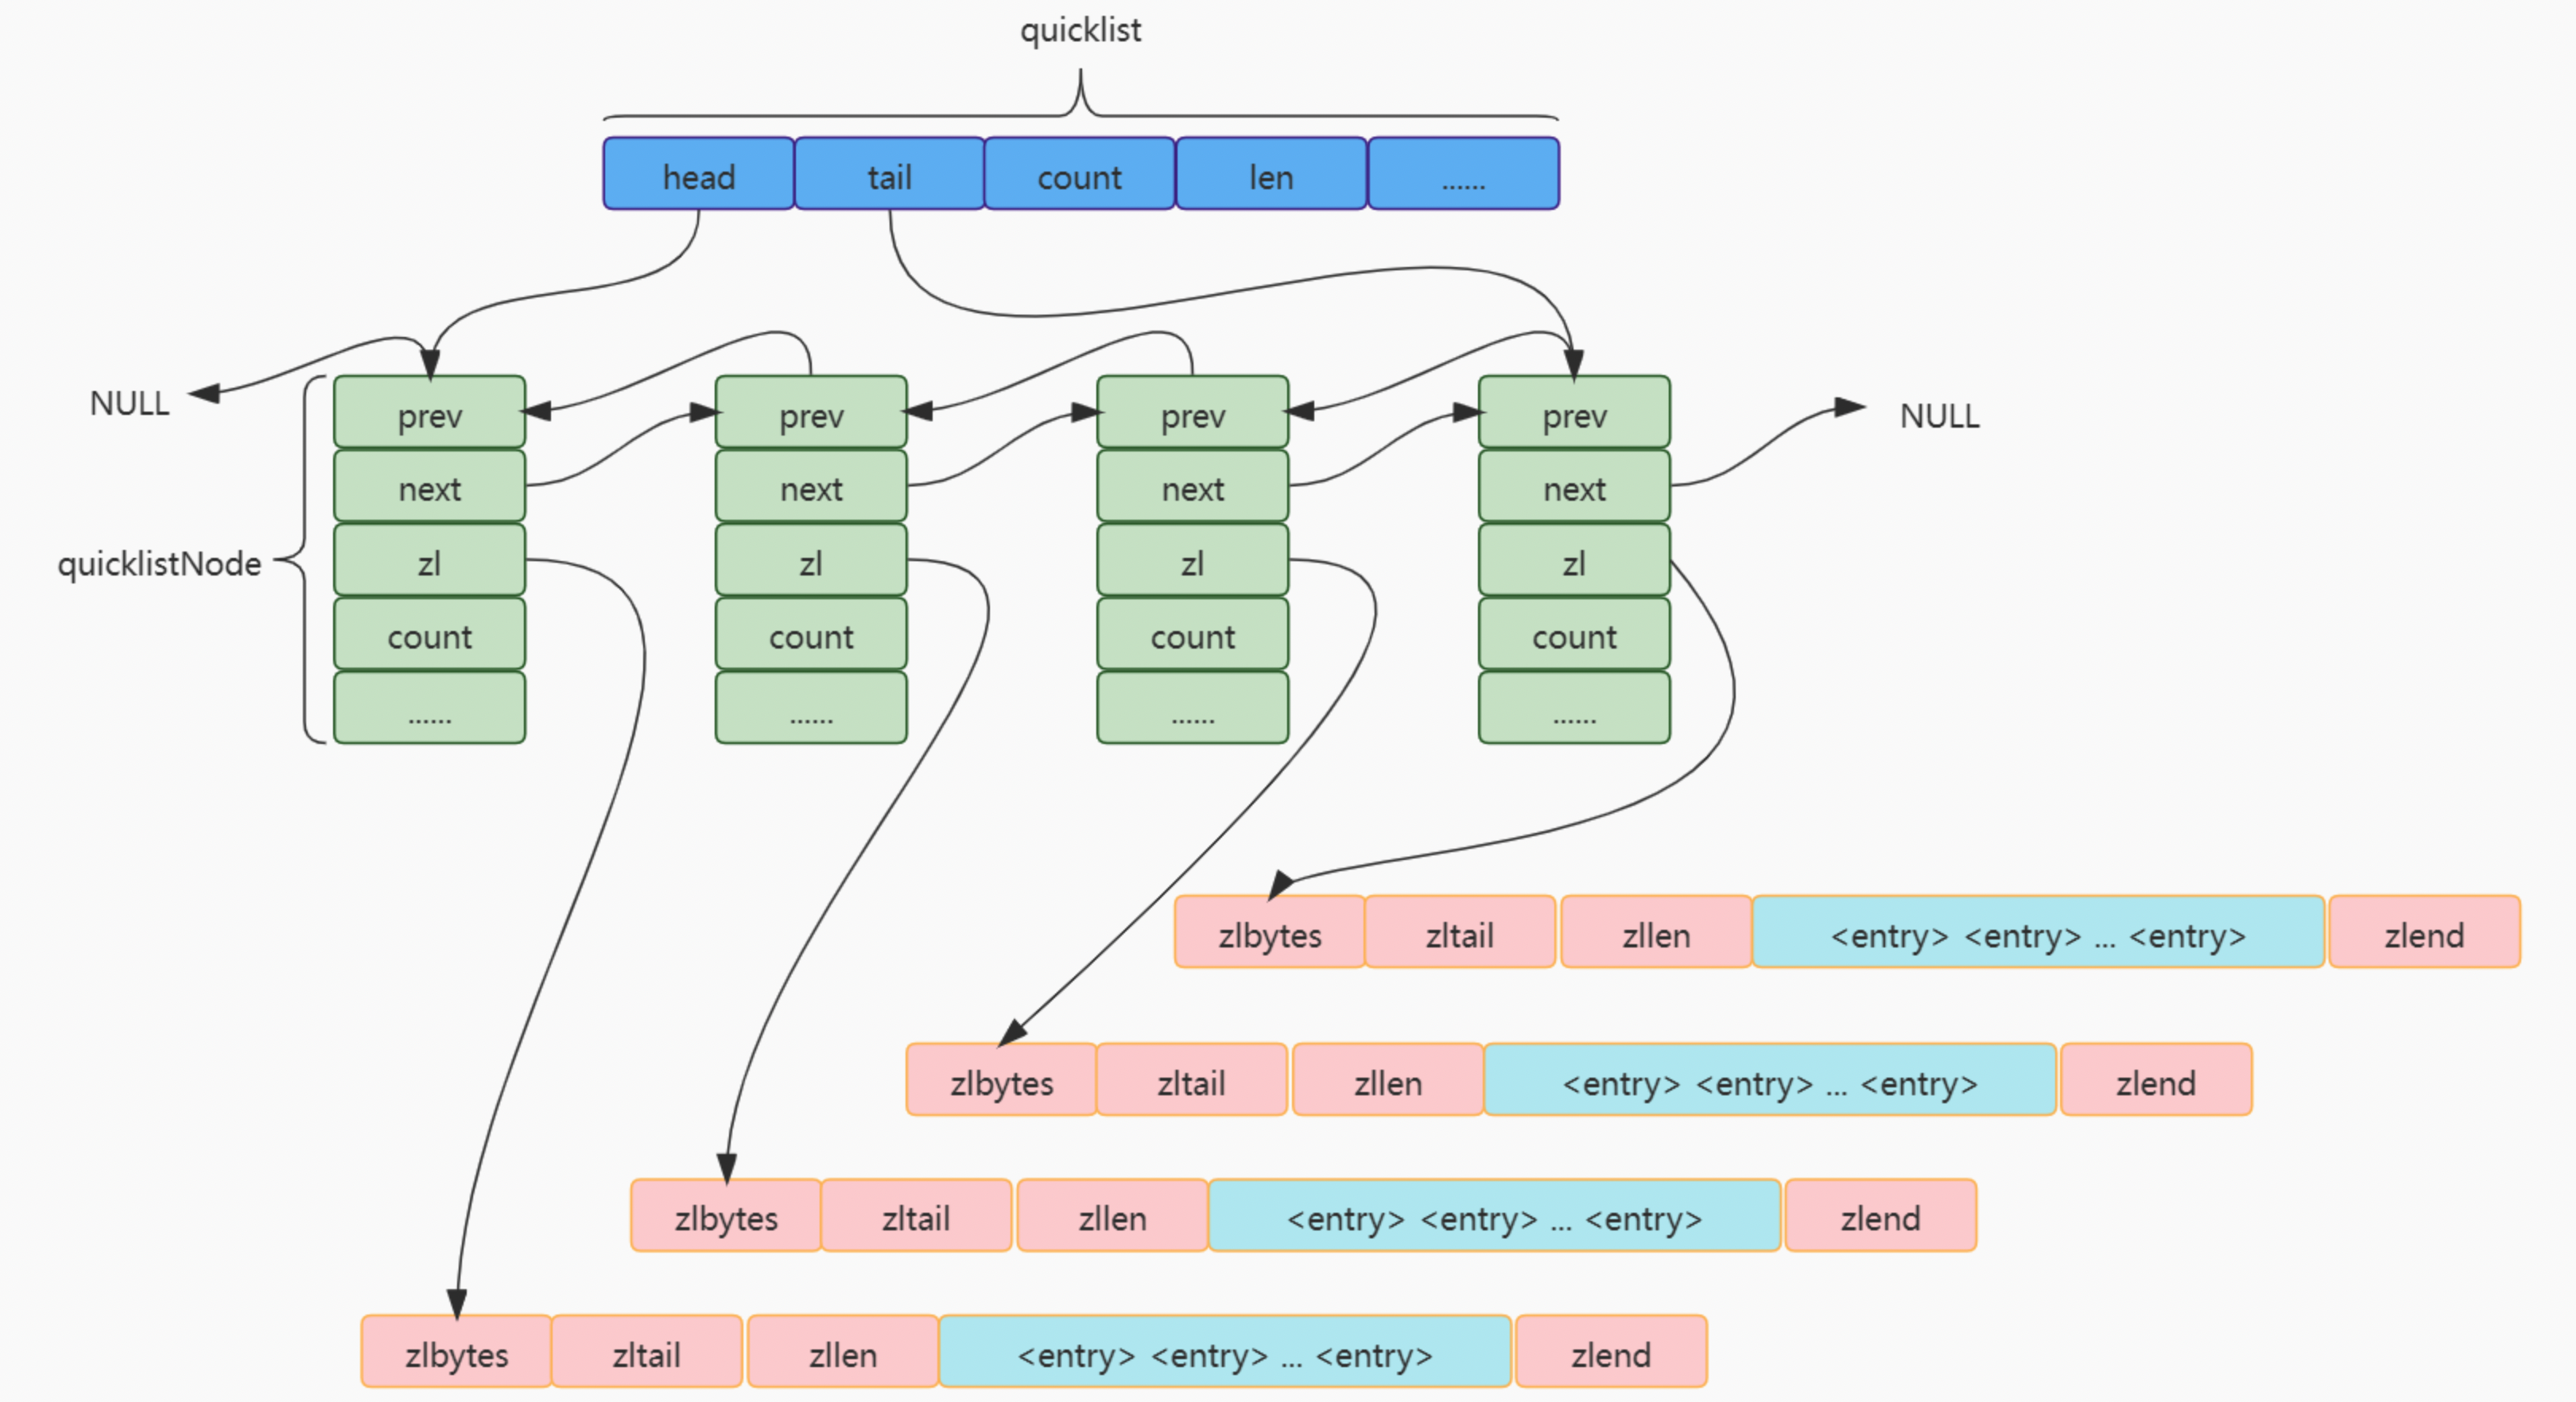 quicklist
head tail count len ......
NULL
NULL
prev prev prev prev
next next next next
quicklistNode
zl zl zl zl
count count count count
...... ...... ...... ......
zlbytes zltail zllen <entry> <entry> ... <entry> zlend
zlbytes zltail zllen <entry> <entry> ... <entry> zlend
zlbytes zltail zllen <entry> <entry> ... <entry> zlend
zlbytes zltail zllen <entry> <entry> ... <entry> zlend